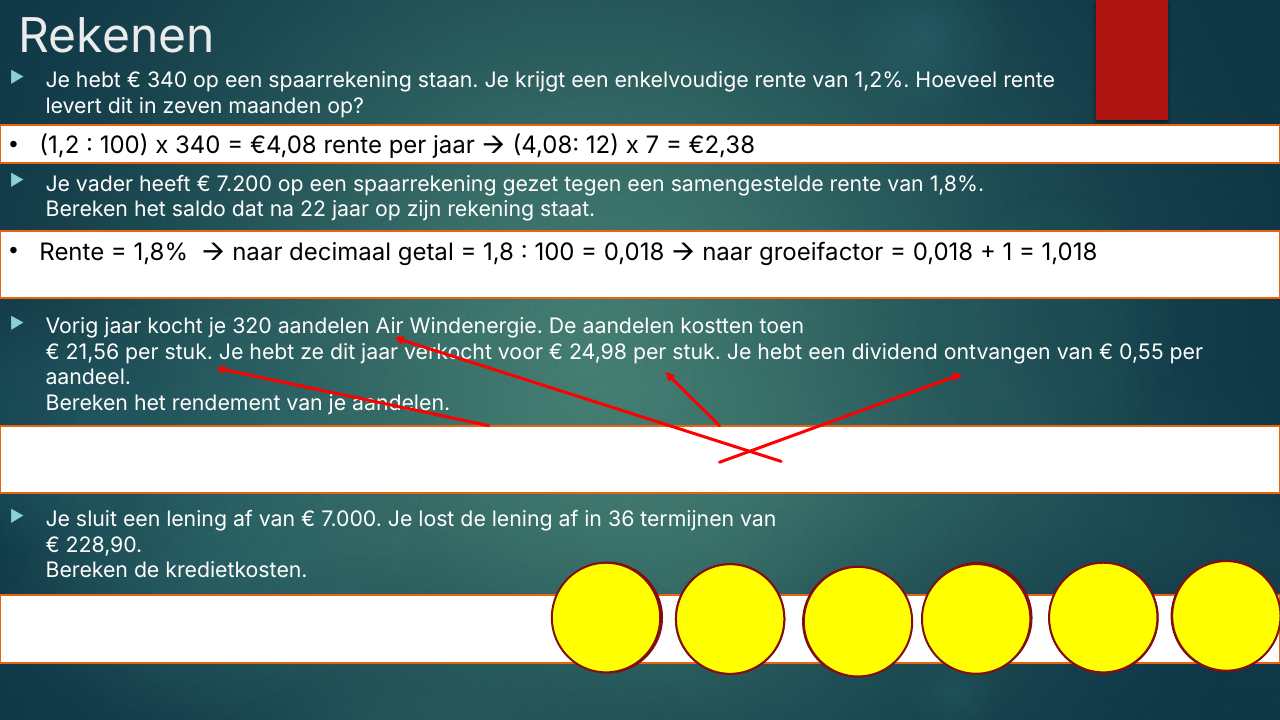 Rekenen
Je hebt € 340 op een spaarrekening staan. Je krijgt een enkelvoudige rente van 1,2%. Hoeveel rente
levert dit in zeven maanden op?
(1,2 : 100) x 340 = €4,08 rente per jaar → (4,08: 12) x 7 = €2,38
Je vader heeft € 7.200 op een spaarrekening gezet tegen een samengestelde rente van 1,8%.
Bereken het saldo dat na 22 jaar op zijn rekening staat.
Rente = 1,8% → naar decimaal getal = 1,8 : 100 = 0,018 → naar groeifactor = 0,018 + 1 = 1,018
Vorig jaar kocht je 320 aandelen Air Windenergie. De aandelen kostten toen
€ 21,56 per stuk. Je hebt ze dit jaar verkocht voor € 24,98 per stuk. Je hebt een dividend ontvangen van € 0,55 per
aandeel.
Bereken het rendement van je aandelen.
Je sluit een lening af van € 7.000. Je lost de lening af in 36 termijnen van
€ 228,90.
Bereken de kredietkosten.